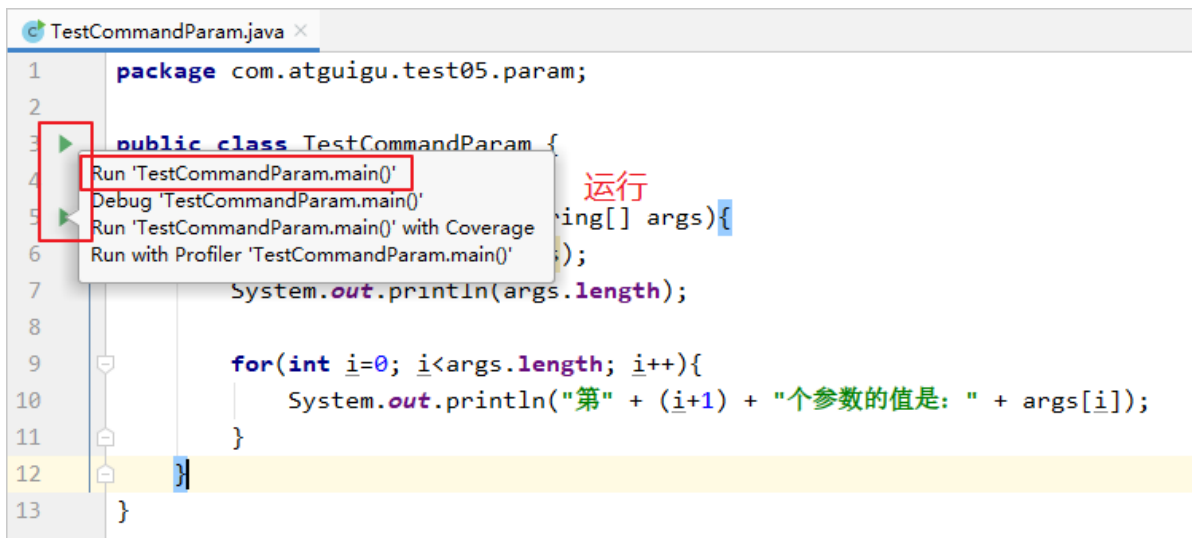 TestCommandParam.java
1 package com.atguigu.test05.param;
2
3 public class TestCommandParam {
4 Run 'TestCommandParam.main()'
运行
Debug 'TestCommandParam.main()'
5 ing[] args){
Run 'TestCommandParam.main()' with Coverage
6 );
Run with Profiler 'TestCommandParam.main()'
7 System.out.println(args.length);
8
9 for(int i=0; i<args.length; i++){
10 System.out.println("第" + (i+1) + "个参数的值是：" + args[i]);
11 }
12 }
13 }